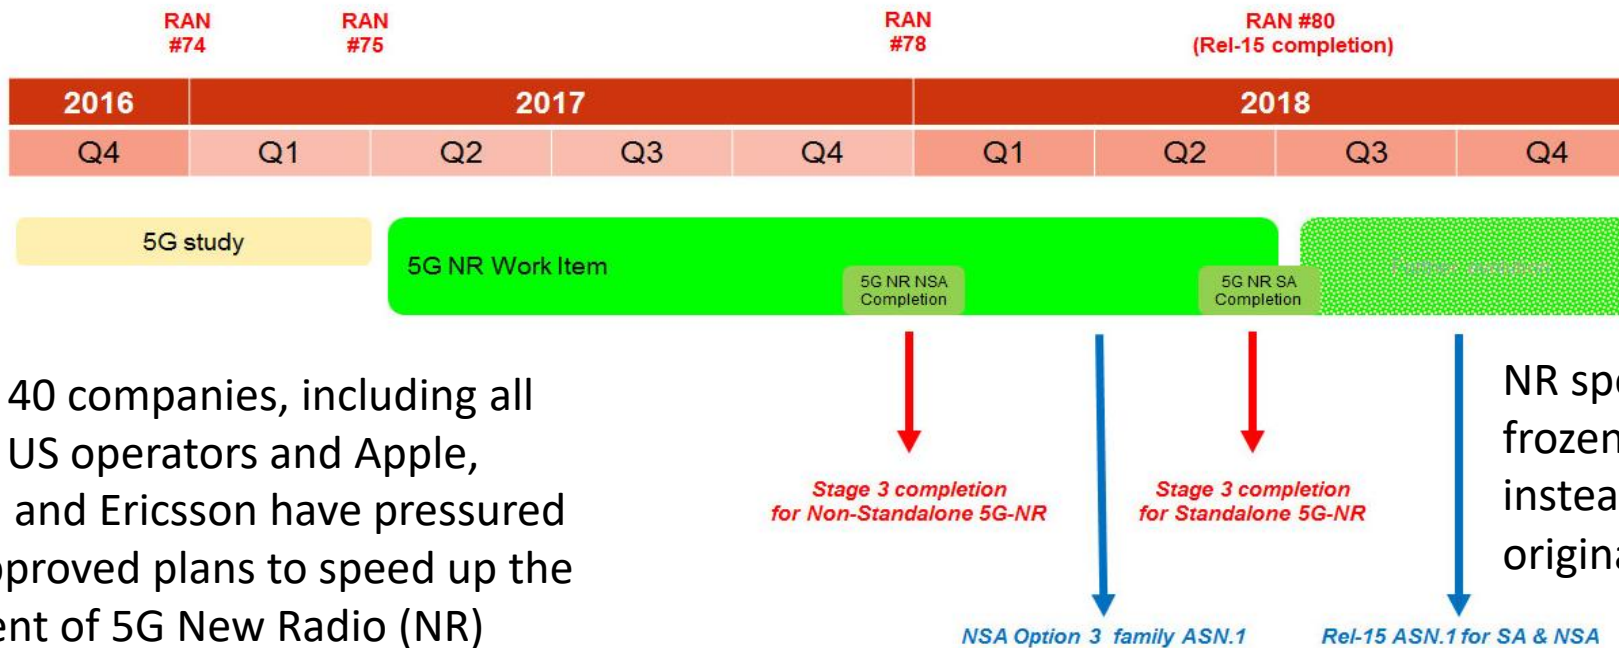 RAN
#74
RAN
#75
RAN
#78
RAN #80
(Rel-15 completion)
2016
2017
2018
Q4
Q1
Q2
Q3
Q4
Q1
Q2
Q3
Q4
5G study
5G NR Work Item
5G NR NSA
Completion
5G NR SA
Completion
40 companies, including all
US operators and Apple,
and Ericsson have pressured
pproved plans to speed up the
ent of 5G New Radio (NR)
Stage 3 completion
for Non-Standalone 5G-NR
Stage 3 completion
for Standalone 5G-NR
NSA Option 3 family ASN.1
Rel-15 ASN.1 for SA & NSA
NR spe
frozen
instea
origina